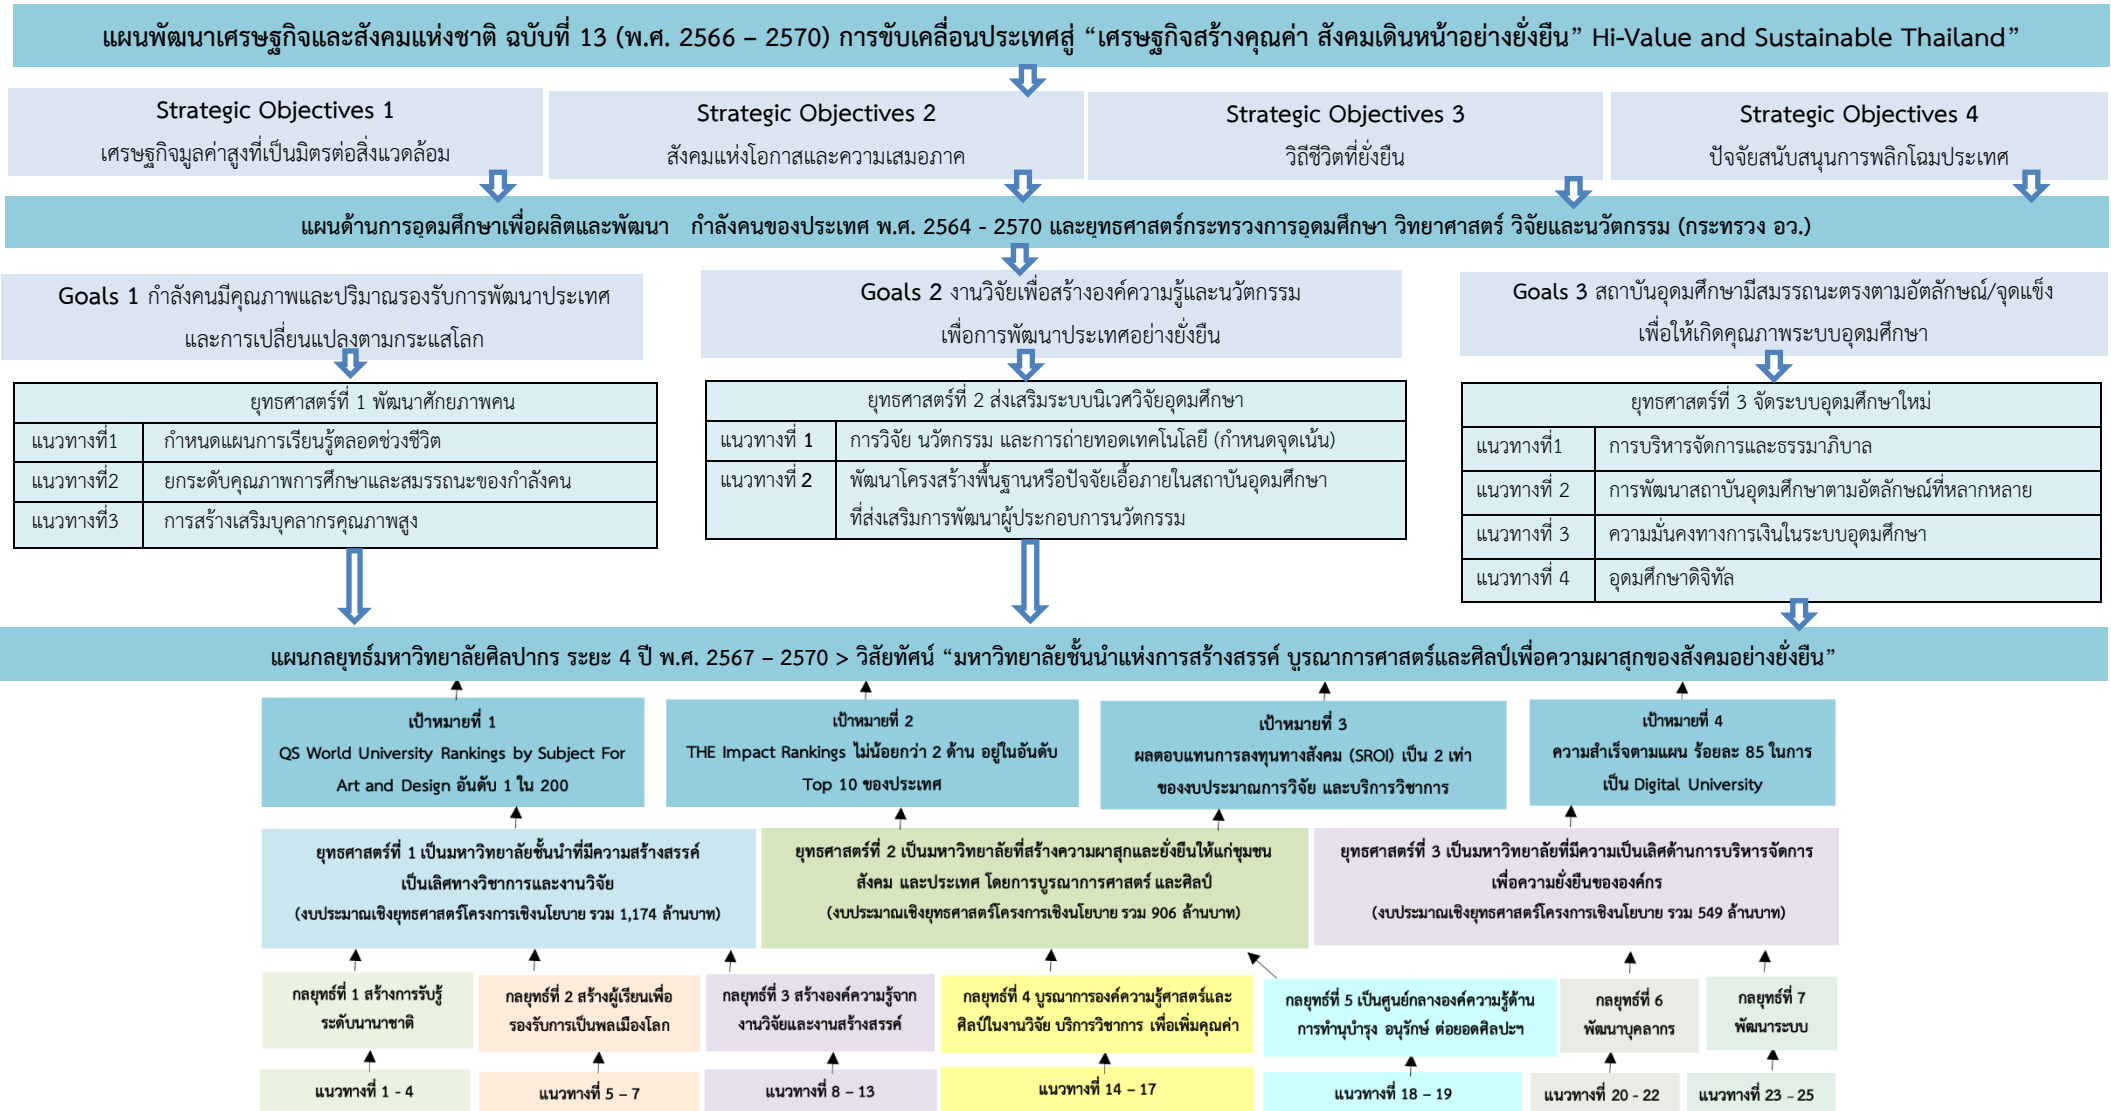 แผนพัฒนาเศรษฐกิจและสังคมแห่งชาติ ฉบับที่ 13 (พ.ศ. 2566 – 2570) การขับเคลื่อนประเทศสู่ “เศรษฐกิจสร้างคุณค่า สังคมเดินหน้าอย่างยั่งยืน” Hi-Value and Sustainable Thailand”
Strategic Objectives 1
เศรษฐกิจมูลค่าสูงที่เป็นมิตรต่อสิ่งแวดล้อม
Strategic Objectives 2
สังคมแห่งโอกาสและความเสมอภาค
Strategic Objectives 3
วิถีชีวิตที่ยั่งยืน
Strategic Objectives 4
ปัจจัยสนับสนุนการพลิกโฉมประเทศ
แผนด้านการอุดมศึกษาเพื่อผลิตและพัฒนา กำลังคนของประเทศ พ.ศ. 2564 - 2570 และยุทธศาสตร์กระทรวงการอุดมศึกษา วิทยาศาสตร์ วิจัยและนวัตกรรม (กระทรวง อว.)
Goals 1 กำลังคนมีคุณภาพและปริมาณรองรับการพัฒนาประเทศ
และการเปลี่ยนแปลงตามกระแสโลก
Goals 2 งานวิจัยเพื่อสร้างองค์ความรู้และนวัตกรรม
เพื่อการพัฒนาประเทศอย่างยั่งยืน
Goals 3 สถาบันอุดมศึกษามีสมรรถนะตรงตามอัตลักษณ์/จุดแข็ง
เพื่อให้เกิดคุณภาพระบบอุดมศึกษา
ยุทธศาสตร์ที่ 1 พัฒนาศักยภาพคน
แนวทางที่1 กำหนดแผนการเรียนรู้ตลอดช่วงชีวิต
แนวทางที่2 ยกระดับคุณภาพการศึกษาและสมรรถนะของกำลังคน
แนวทางที่3 การสร้างเสริมบุคลากรคุณภาพสูง
ยุทธศาสตร์ที่ 2 ส่งเสริมระบบนิเวศวิจัยอุดมศึกษา
แนวทางที่ 1 การวิจัย นวัตกรรม และการถ่ายทอดเทคโนโลยี (กำหนดจุดเน้น)
แนวทางที่ 2 พัฒนาโครงสร้างพื้นฐานหรือปัจจัยเอื้อภายในสถาบันอุดมศึกษา
ที่ส่งเสริมการพัฒนาผู้ประกอบการนวัตกรรม
ยุทธศาสตร์ที่ 3 จัดระบบอุดมศึกษาใหม่
แนวทางที่1 การบริหารจัดการและธรรมาภิบาล
แนวทางที่ 2 การพัฒนาสถาบันอุดมศึกษาตามอัตลักษณ์ที่หลากหลาย
แนวทางที่ 3 ความมั่นคงทางการเงินในระบบอุดมศึกษา
แนวทางที่ 4 อุดมศึกษาดิจิทัล
แผนกลยุทธ์มหาวิทยาลัยศิลปากร ระยะ 4 ปี พ.ศ. 2567 – 2570 > วิสัยทัศน์ “มหาวิทยาลัยชั้นนำแห่งการสร้างสรรค์ บูรณาการศาสตร์และศิลป์เพื่อความผาสุกของสังคมอย่างยั่งยืน”
เป้าหมายที่ 1
QS World University Rankings by Subject For
Art and Design อันดับ 1 ใน 200
เป้าหมายที่ 2
THE Impact Rankings ไม่น้อยกว่า 2 ด้าน อยู่ในอันดับ
Top 10 ของประเทศ
เป้าหมายที่ 3
ผลตอบแทนการลงทุนทางสังคม (SROI) เป็น 2 เท่า
ของงบประมาณการวิจัย และบริการวิชาการ
เป้าหมายที่ 4
ความสำเร็จตามแผน ร้อยละ 85 ในการ
เป็น Digital University
ยุทธศาสตร์ที่ 1 เป็นมหาวิทยาลัยชั้นนำที่มีความสร้างสรรค์
เป็นเลิศทางวิชาการและงานวิจัย
(งบประมาณเชิงยุทธศาสตร์โครงการเชิงนโยบาย รวม 1,174 ล้านบาท)
ยุทธศาสตร์ที่ 2 เป็นมหาวิทยาลัยที่สร้างความผาสุกและยั่งยืนให้แก่ชุมชน
สังคม และประเทศ โดยการบูรณาการศาสตร์ และศิลป์
(งบประมาณเชิงยุทธศาสตร์โครงการเชิงนโยบาย รวม 906 ล้านบาท)
ยุทธศาสตร์ที่ 3 เป็นมหาวิทยาลัยที่มีความเป็นเลิศด้านการบริหารจัดการ
เพื่อความยั่งยืนขององค์กร
(งบประมาณเชิงยุทธศาสตร์โครงการเชิงนโยบาย รวม 549 ล้านบาท)
กลยุทธ์ที่ 1 สร้างการรับรู้
ระดับนานาชาติ
กลยุทธ์ที่ 2 สร้างผู้เรียนเพื่อ
รองรับการเป็นพลเมืองโลก
กลยุทธ์ที่ 3 สร้างองค์ความรู้จาก
งานวิจัยและงานสร้างสรรค์
กลยุทธ์ที่ 4 บูรณาการองค์ความรู้ศาสตร์และ
ศิลป์ในงานวิจัย บริการวิชาการ เพื่อเพิ่มคุณค่า
กลยุทธ์ที่ 5 เป็นศูนย์กลางองค์ความรู้ด้าน
การทำนุบำรุง อนุรักษ์ ต่อยอดศิลปะฯ
กลยุทธ์ที่ 6
พัฒนาบุคลากร
กลยุทธ์ที่ 7
พัฒนาระบบ
แนวทางที่ 1 - 4
แนวทางที่ 5 – 7
แนวทางที่ 8 – 13
แนวทางที่ 14 – 17
แนวทางที่ 18 – 19
แนวทางที่ 20 - 22
แนวทางที่ 23 - 25